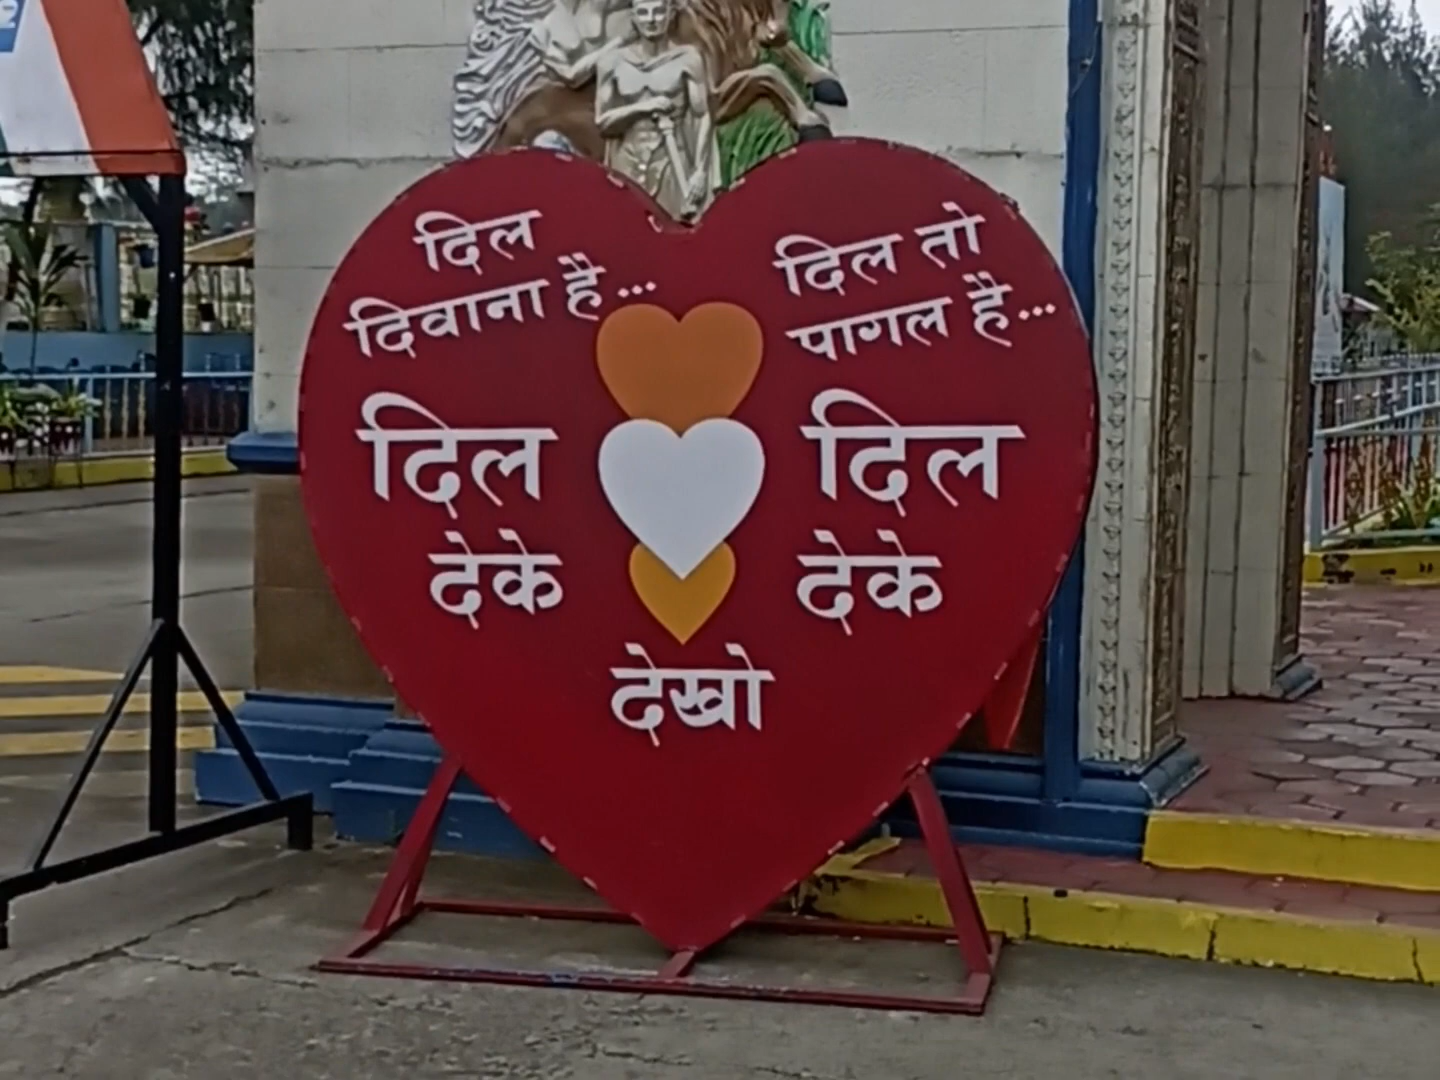 दिल
दिवाना है...
दिल तो
पागल है...
दिल
देके
दिल
देके
देखो